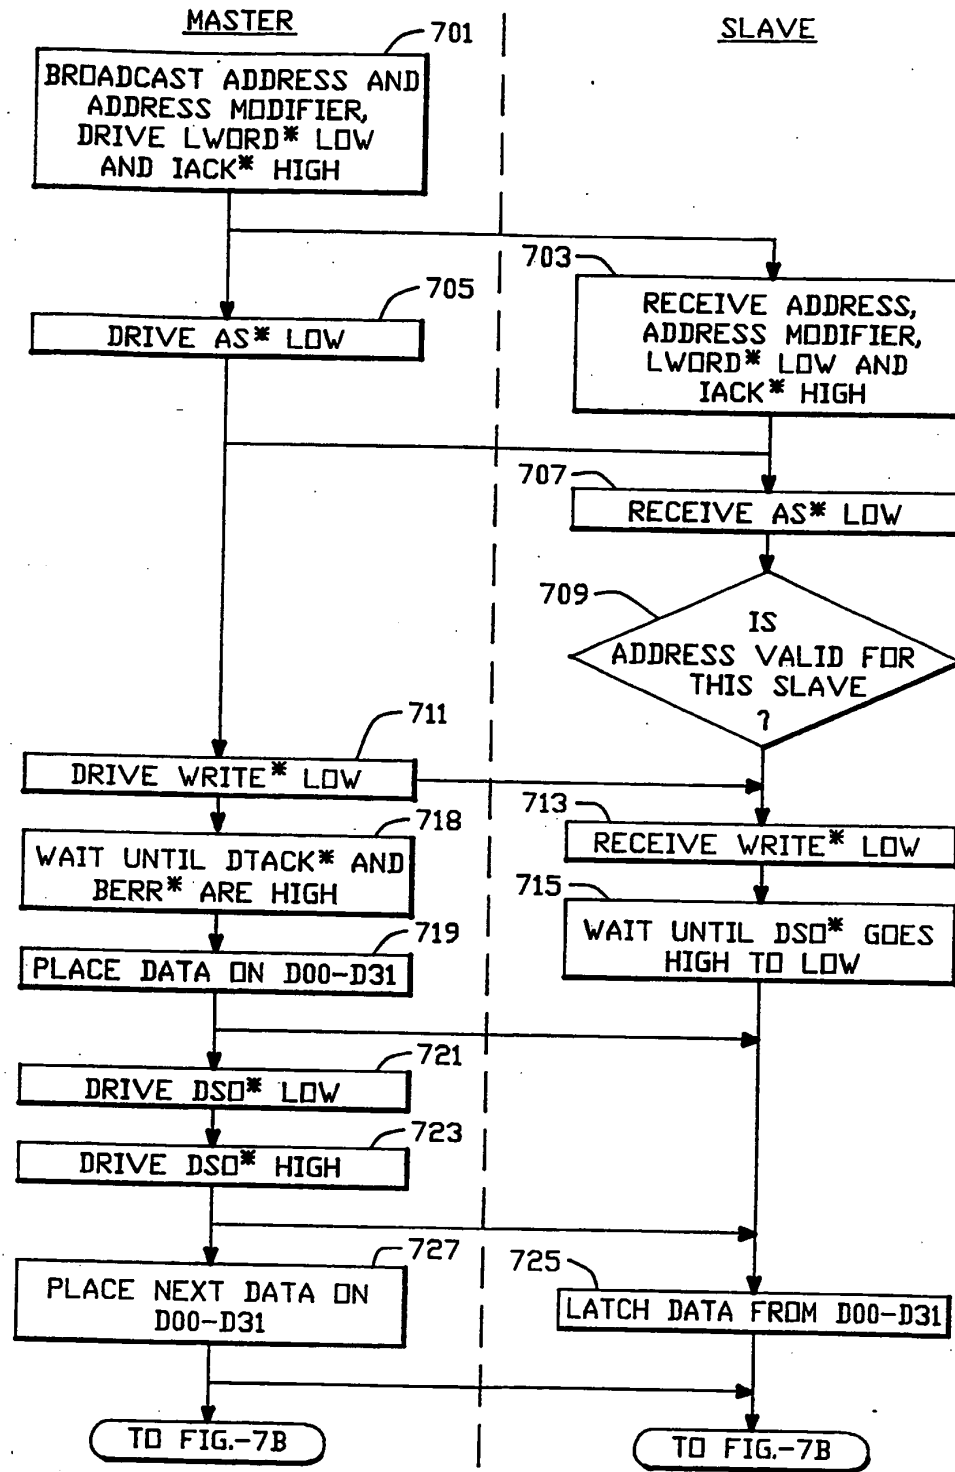 MASTER
SLAVE
701
BROADCAST ADDRESS AND
ADDRESS MODIFIER,
DRIVE LWORD* LOW
AND IACK* HIGH
703
RECEIVE ADDRESS,
ADDRESS MODIFIER,
LWORD* LOW AND
IACK* HIGH
705
DRIVE AS* LOW
707
RECEIVE AS* LOW
709
IS
ADDRESS VALID FOR
THIS SLAVE
?
711
DRIVE WRITE* LOW
713
RECEIVE WRITE* LOW
718
WAIT UNTIL DTACK* AND
BERR* ARE HIGH
715
WAIT UNTIL DSO* GOES
HIGH TO LOW
719
PLACE DATA ON D00-D31
721
DRIVE DSO* LOW
723
DRIVE DSO* HIGH
727
PLACE NEXT DATA ON
D00-D31
725
LATCH DATA FROM D00-D31
TO FIG.-7B
TO FIG.-7B